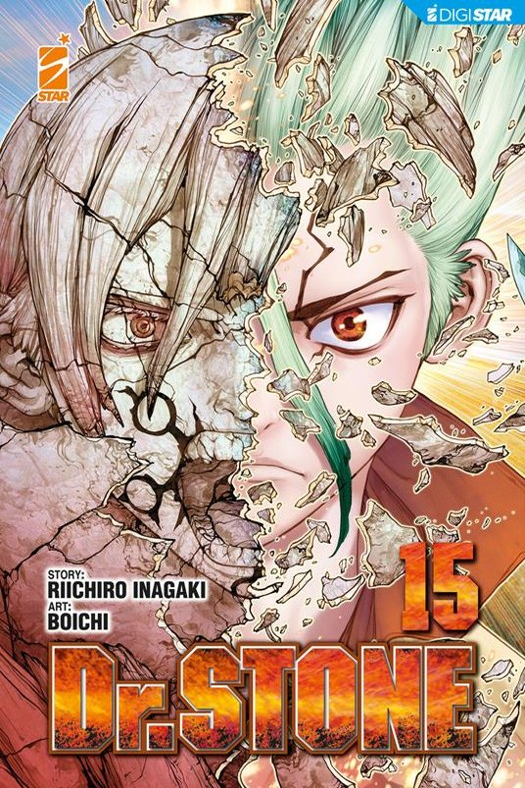 DIGISTAR
STAR
STORY:
RIICHIRO INAGAKI
ART:
BOICHI
15
Dr.STONE